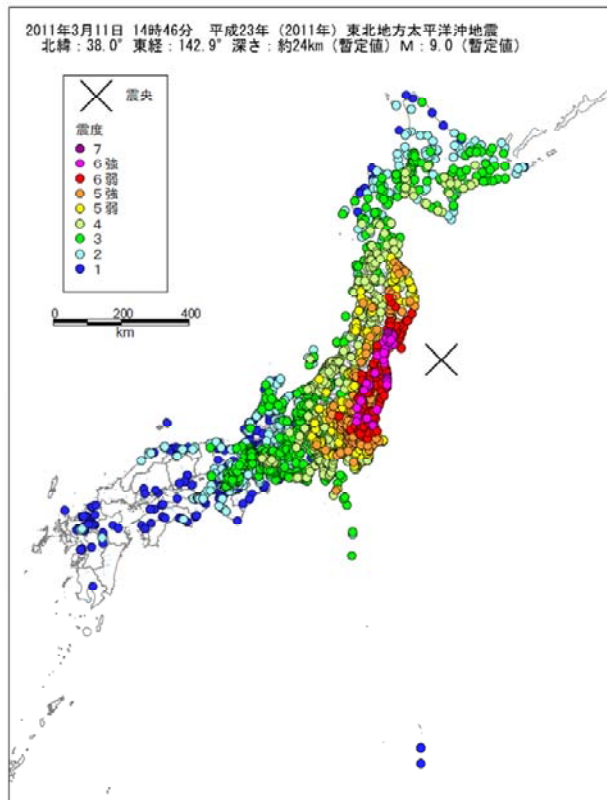 2011年3月11日 14時46分 平成23年（2011年）東北地方太平洋沖地震
北緯：38.0° 東経：142.9° 深さ：約24km（暫定値）M：9.0（暫定値）
震央
震度
7
6強
6弱
5強
5弱
4
3
2
1
0 200 400
km